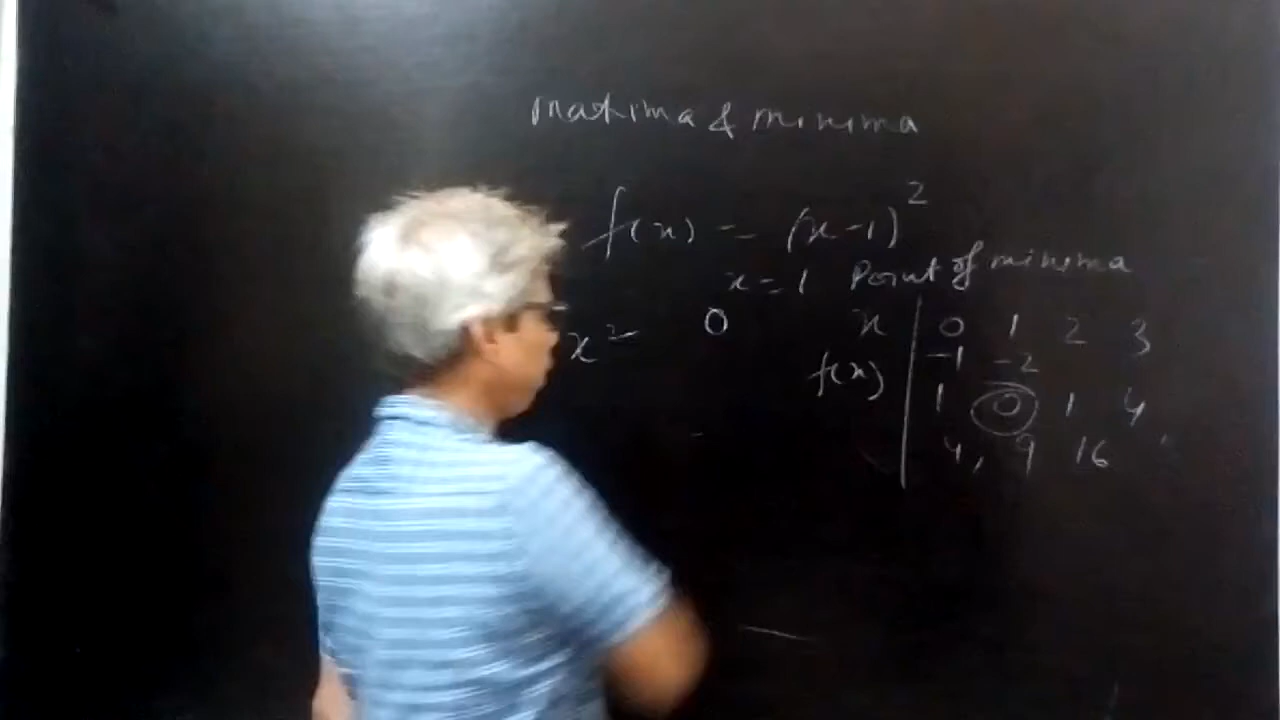 maxima & minima
f(x) = (x-1)²
x = 1 Point of minima
x² 0 x 0 1 2 3
-1 -2
f(x) 1 0 1 4
4, 9 16